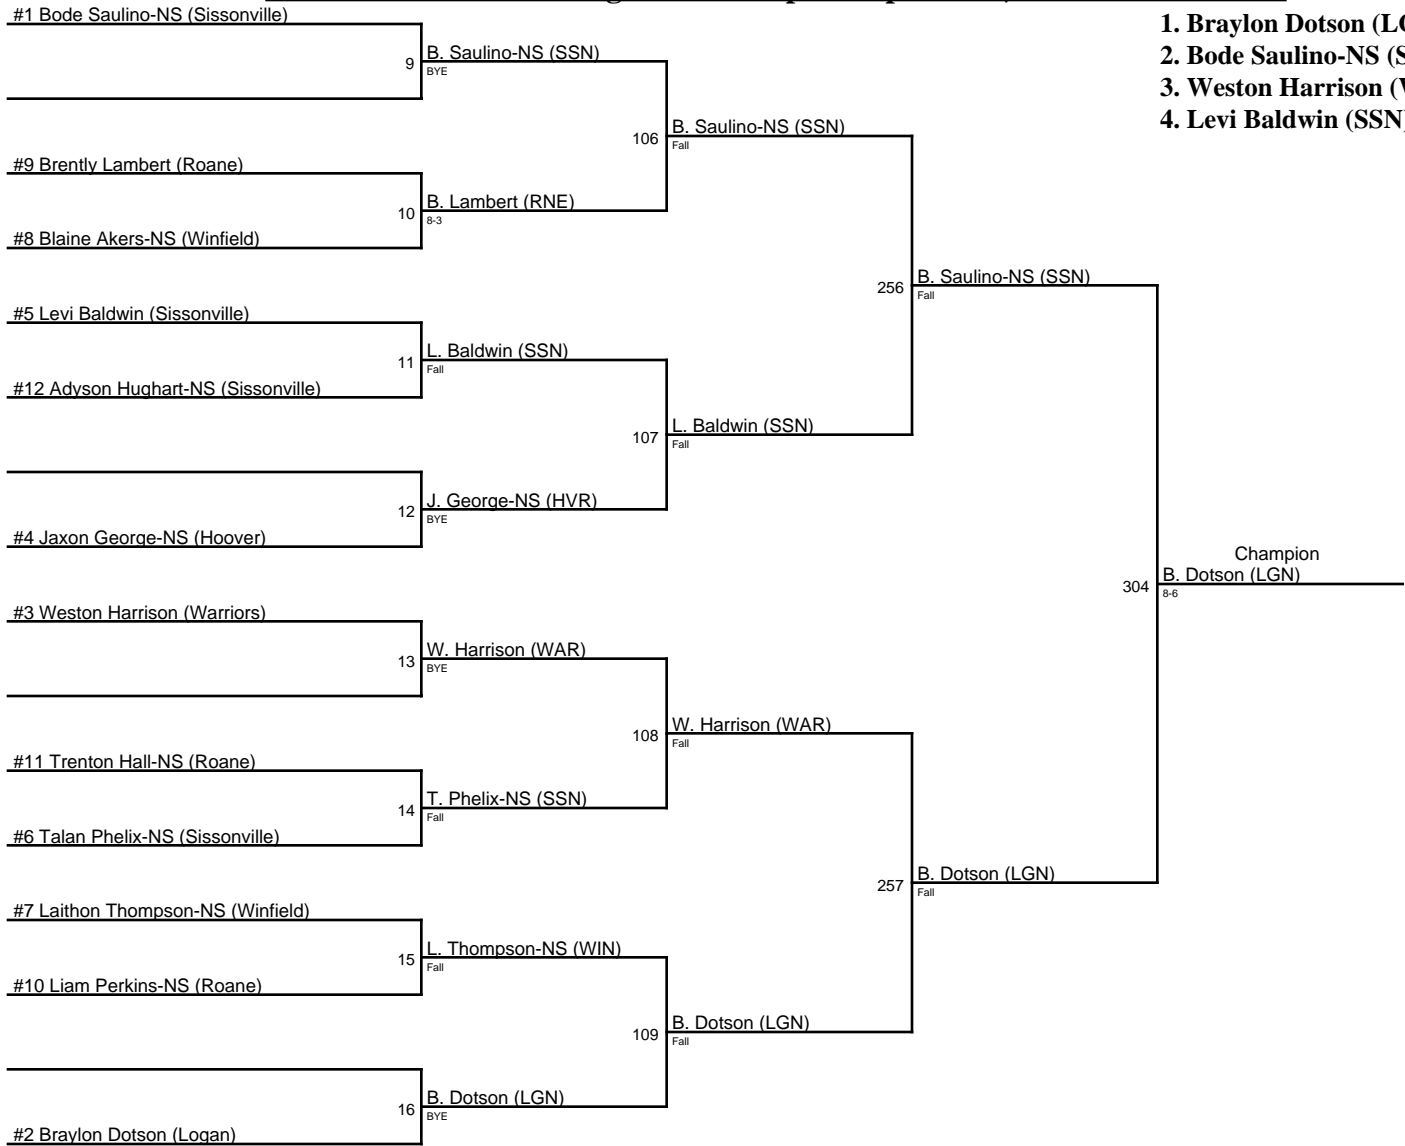 #1 Bode Saulino-NS (Sissonville)
1. Braylon Dotson (LG
2. Bode Saulino-NS (S
3. Weston Harrison (W
4. Levi Baldwin (SSN)
9 B. Saulino-NS (SSN)
BYE
106 B. Saulino-NS (SSN)
Fall
#9 Brently Lambert (Roane)
10 B. Lambert (RNE)
8-3
#8 Blaine Akers-NS (Winfield)
256 B. Saulino-NS (SSN)
Fall
#5 Levi Baldwin (Sissonville)
11 L. Baldwin (SSN)
Fall
#12 Adyson Hughart-NS (Sissonville)
107 L. Baldwin (SSN)
Fall
12 J. George-NS (HVR)
BYE
#4 Jaxon George-NS (Hoover)
Champion
304 B. Dotson (LGN)
8-6
#3 Weston Harrison (Warriors)
13 W. Harrison (WAR)
BYE
108 W. Harrison (WAR)
Fall
#11 Trenton Hall-NS (Roane)
14 T. Phelix-NS (SSN)
Fall
#6 Talan Phelix-NS (Sissonville)
257 B. Dotson (LGN)
Fall
#7 Laithon Thompson-NS (Winfield)
15 L. Thompson-NS (WIN)
Fall
#10 Liam Perkins-NS (Roane)
109 B. Dotson (LGN)
Fall
16 B. Dotson (LGN)
BYE
#2 Braylon Dotson (Logan)